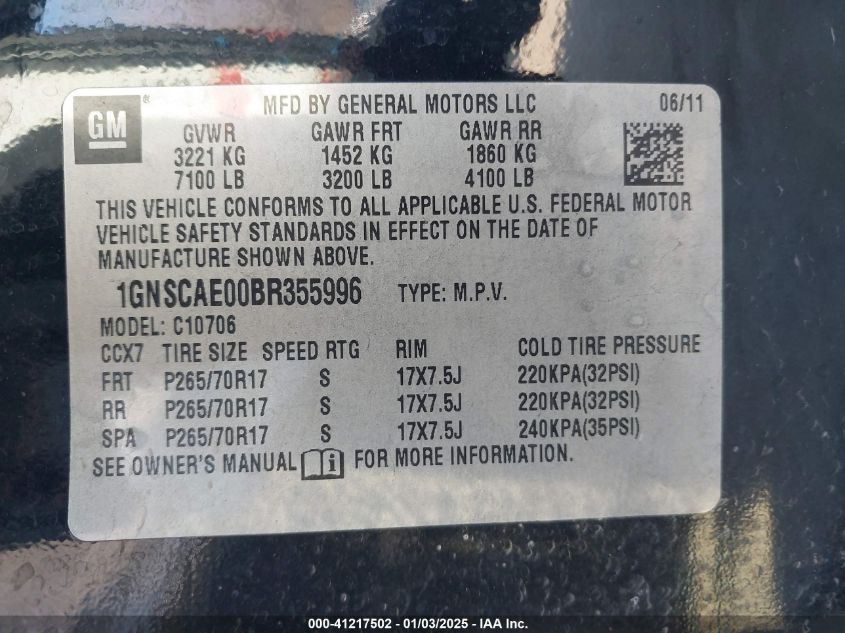 GM ® MFD BY GENERAL MOTORS LLC 06/11
GVWR GAWR FRT GAWR RR
3221 KG 1452 KG 1860 KG
7100 LB 3200 LB 4100 LB
THIS VEHICLE CONFORMS TO ALL APPLICABLE U.S. FEDERAL MOTOR
VEHICLE SAFETY STANDARDS IN EFFECT ON THE DATE OF
MANUFACTURE SHOWN ABOVE.
1GNSCAE00BR355996 TYPE: M.P.V.
MODEL: C10706
CCX7 TIRE SIZE SPEED RTG RIM COLD TIRE PRESSURE
FRT P265/70R17 S 17X7.5J 220KPA(32PSI)
RR P265/70R17 S 17X7.5J 220KPA(32PSI)
SPA P265/70R17 S 17X7.5J 240KPA(35PSI)
SEE OWNER'S MANUAL i FOR MORE INFORMATION.
000-41217502 - 01/03/2025 - IAA Inc.